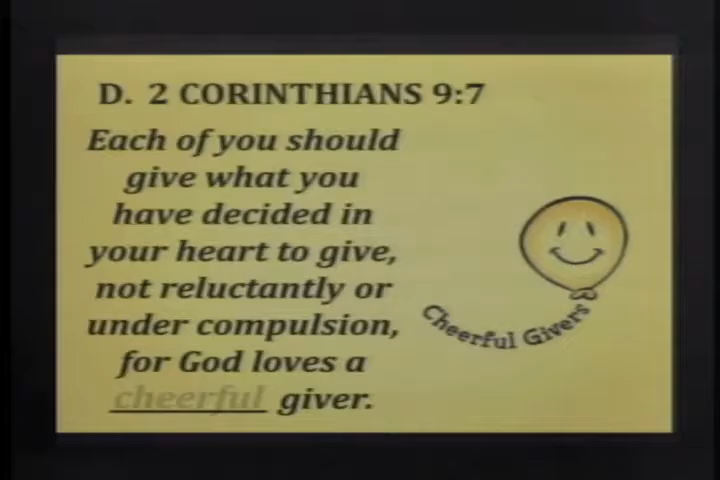 D. 2 CORINTHIANS 9:7
Each of you should
give what you
have decided in
your heart to give,
not reluctantly or
under compulsion,
for God loves a
cheerful giver.
Cheerful Givers